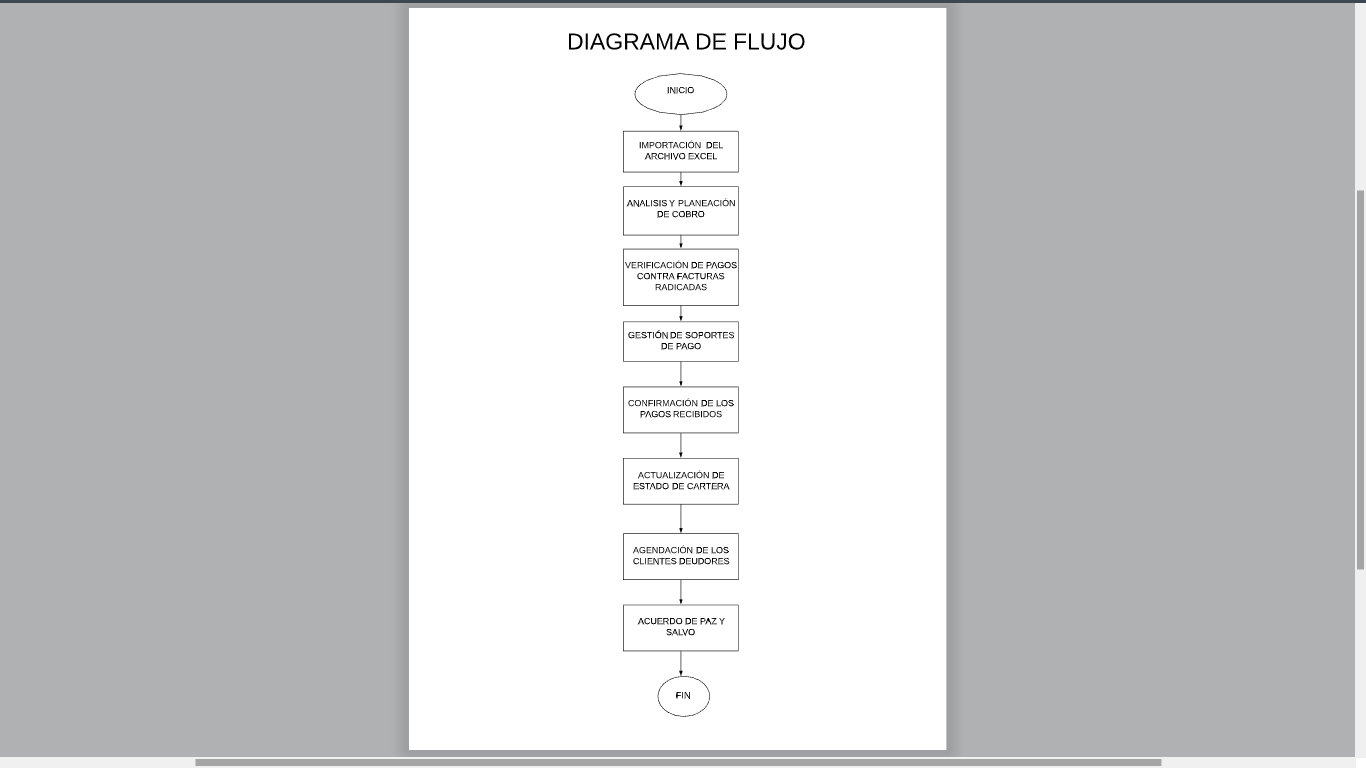 DIAGRAMA DE FLUJO
INICIO
IMPORTACIÓN DEL
ARCHIVO EXCEL
ANALISIS Y PLANEACIÓN
DE COBRO
VERIFICACIÓN DE PAGOS
CONTRA FACTURAS
RADICADAS
GESTIÓN DE SOPORTES
DE PAGO
CONFIRMACIÓN DE LOS
PAGOS RECIBIDOS
ACTUALIZACIÓN DE
ESTADO DE CARTERA
AGENDACIÓN DE LOS
CLIENTES DEUDORES
ACUERDO DE PAZ Y
SALVO
FIN